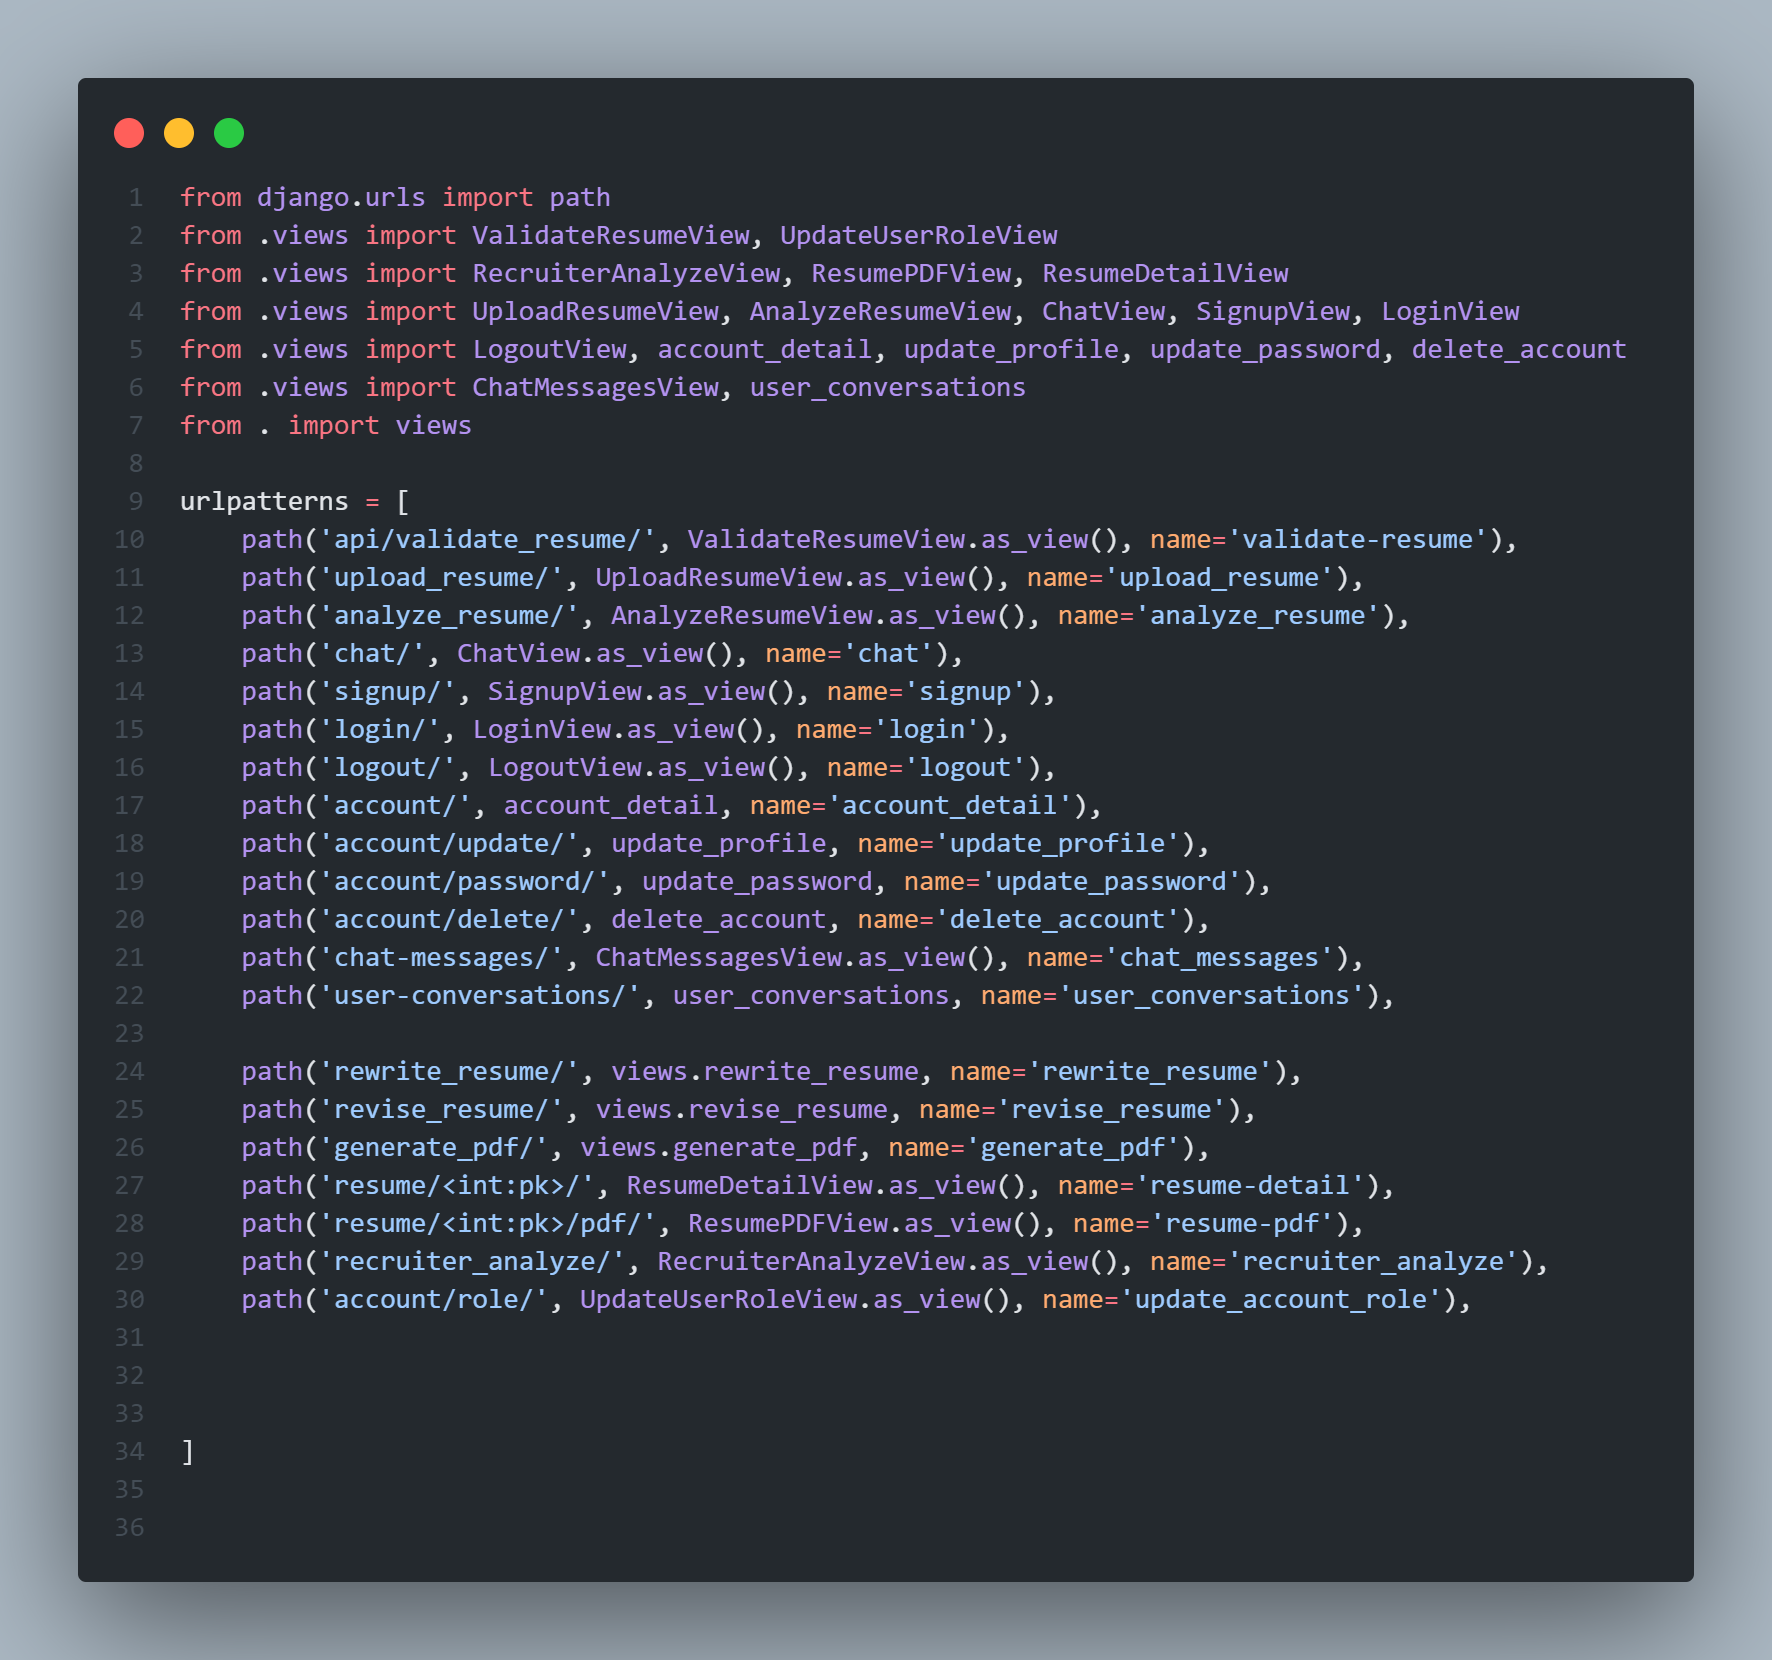 1 from django.urls import path
2 from .views import ValidateResumeView, UpdateUserRoleView
3 from .views import RecruiterAnalyzeView, ResumePDFView, ResumeDetailView
4 from .views import UploadResumeView, AnalyzeResumeView, ChatView, SignupView, LoginView
5 from .views import LogoutView, account_detail, update_profile, update_password, delete_account
6 from .views import ChatMessagesView, user_conversations
7 from . import views
8
9 urlpatterns = [
10     path('api/validate_resume/', ValidateResumeView.as_view(), name='validate-resume'),
11     path('upload_resume/', UploadResumeView.as_view(), name='upload_resume'),
12     path('analyze_resume/', AnalyzeResumeView.as_view(), name='analyze_resume'),
13     path('chat/', ChatView.as_view(), name='chat'),
14     path('signup/', SignupView.as_view(), name='signup'),
15     path('login/', LoginView.as_view(), name='login'),
16     path('logout/', LogoutView.as_view(), name='logout'),
17     path('account/', account_detail, name='account_detail'),
18     path('account/update/', update_profile, name='update_profile'),
19     path('account/password/', update_password, name='update_password'),
20     path('account/delete/', delete_account, name='delete_account'),
21     path('chat-messages/', ChatMessagesView.as_view(), name='chat_messages'),
22     path('user-conversations/', user_conversations, name='user_conversations'),
23
24     path('rewrite_resume/', views.rewrite_resume, name='rewrite_resume'),
25     path('revise_resume/', views.revise_resume, name='revise_resume'),
26     path('generate_pdf/', views.generate_pdf, name='generate_pdf'),
27     path('resume/<int:pk>/', ResumeDetailView.as_view(), name='resume-detail'),
28     path('resume/<int:pk>/pdf/', ResumePDFView.as_view(), name='resume-pdf'),
29     path('recruiter_analyze/', RecruiterAnalyzeView.as_view(), name='recruiter_analyze'),
30     path('account/role/', UpdateUserRoleView.as_view(), name='update_account_role'),
31
32
33
34 ]
35
36